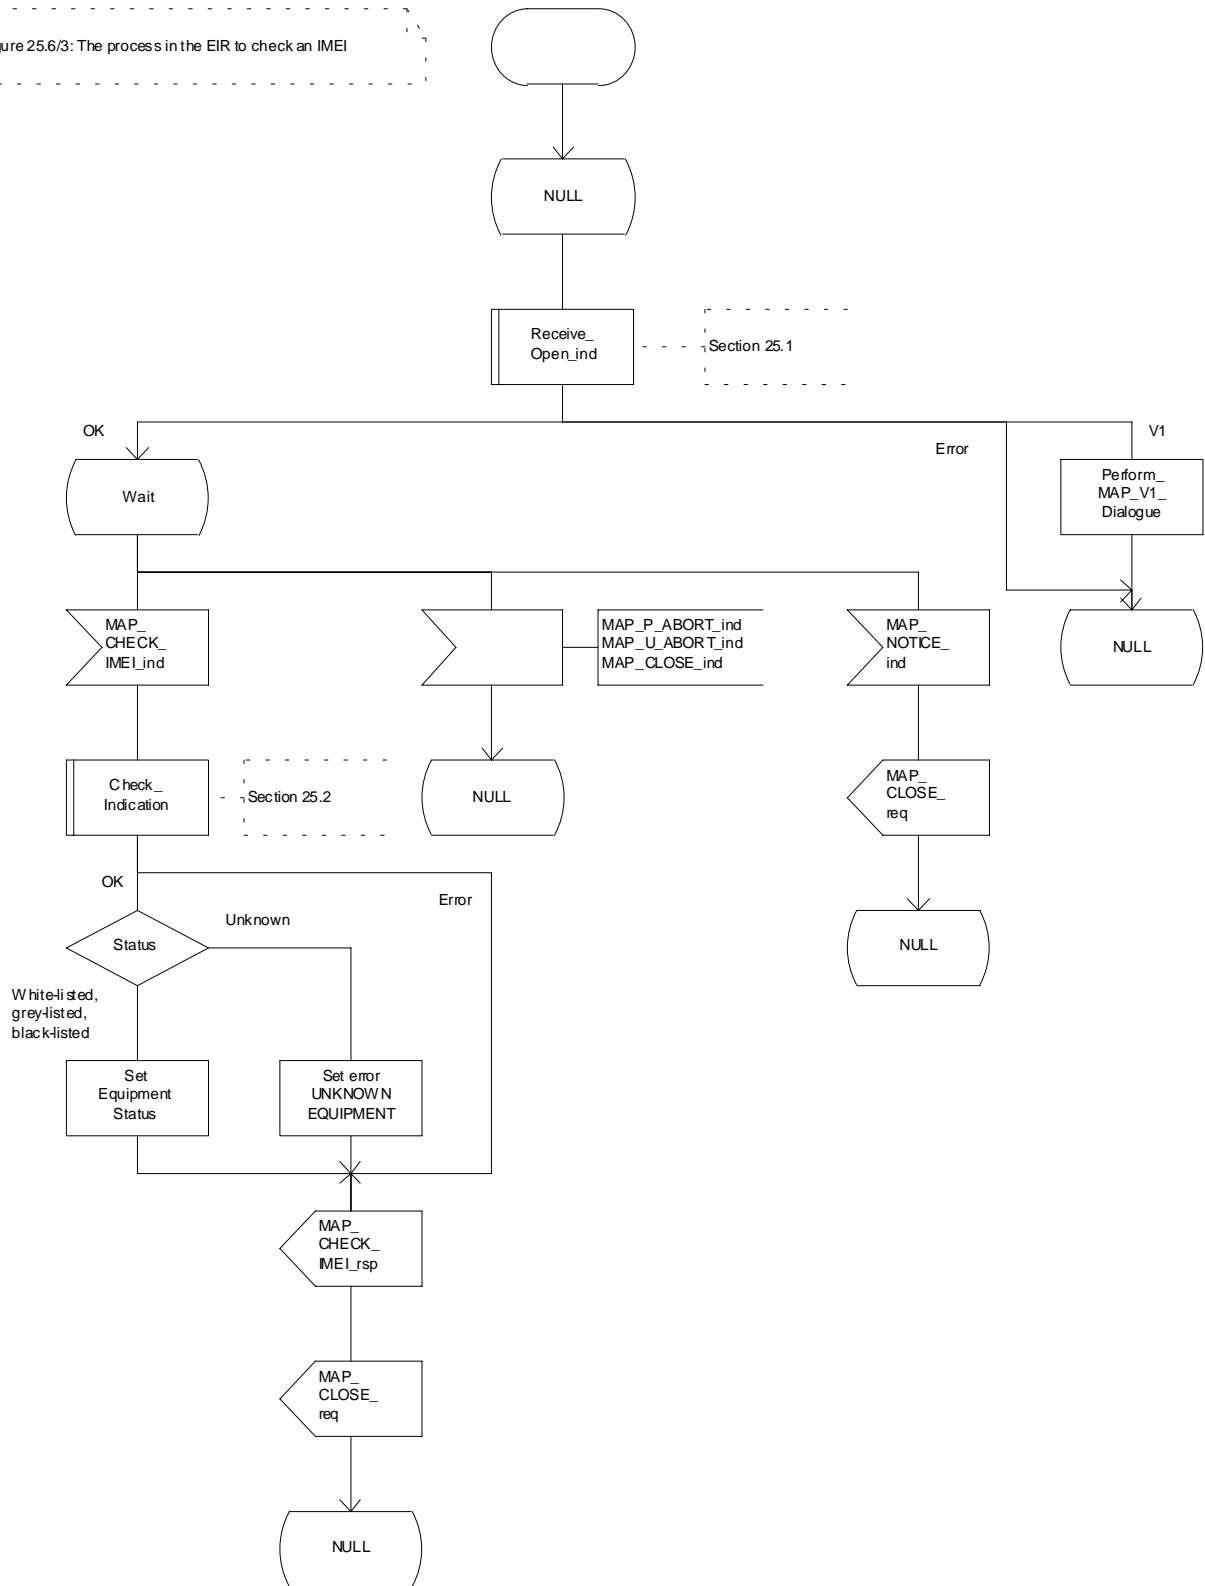 ure 25.6/3: The process in the EIR to check an IMEI
NULL
Receive_
Open_ind
Section 25.1
OK
Error
V1
Wait
Perform_
MAP_V1_
Dialogue
MAP_
CHECK_
IMEI_ind
MAP_P_ABORT_ind
MAP_U_ABORT_ind
MAP_CLOSE_ind
MAP_
NOTICE_
ind
NULL
Check_
Indication
Section 25.2
NULL
MAP_
CLOSE_
req
OK
Error
Unknown
Status
NULL
White-listed,
grey-listed,
black-listed
Set
Equipment
Status
Set error
UNKNOWN
EQUIPMENT
MAP_
CHECK_
IMEI_rsp
MAP_
CLOSE_
req
NULL